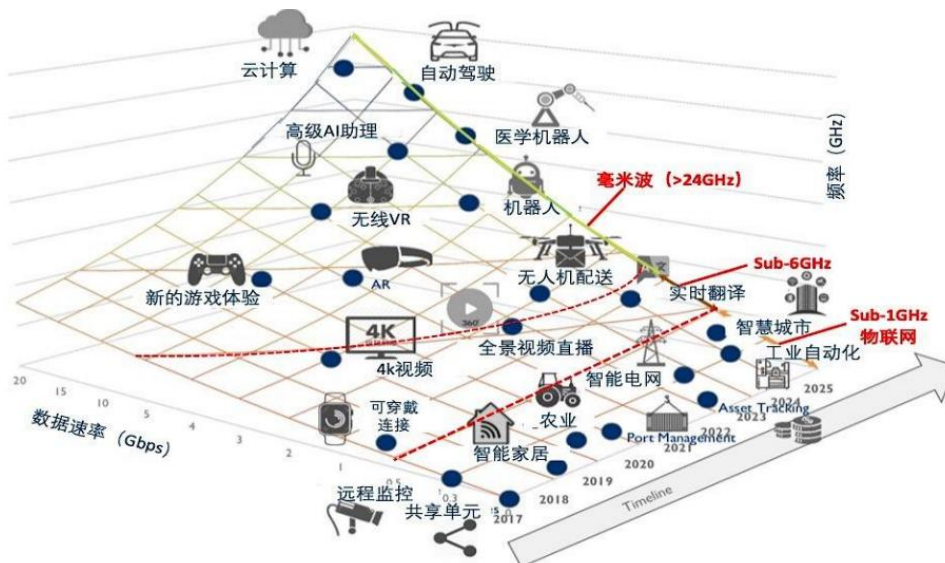 云计算
自动驾驶
医学机器人
高级AI助理
频率（GHz）
毫米波（>24GHz）
无线VR
机器人
Sub-6GHz
无人机配送
实时翻译
新的游戏体验
AR
360°
智慧城市
Sub-1GHz
物联网
4K
全景视频直播
工业自动化
4k视频
智能电网
20
15
10
5
4
3
2
1
0.5
0.3
数据速率（Gbps）
可穿戴
连接
农业
Asset Tracking
Port Management
智能家居
远程监控
共享单元
2017
2018
2019
2020
2021
2022
2023
2024
2025
Timeline